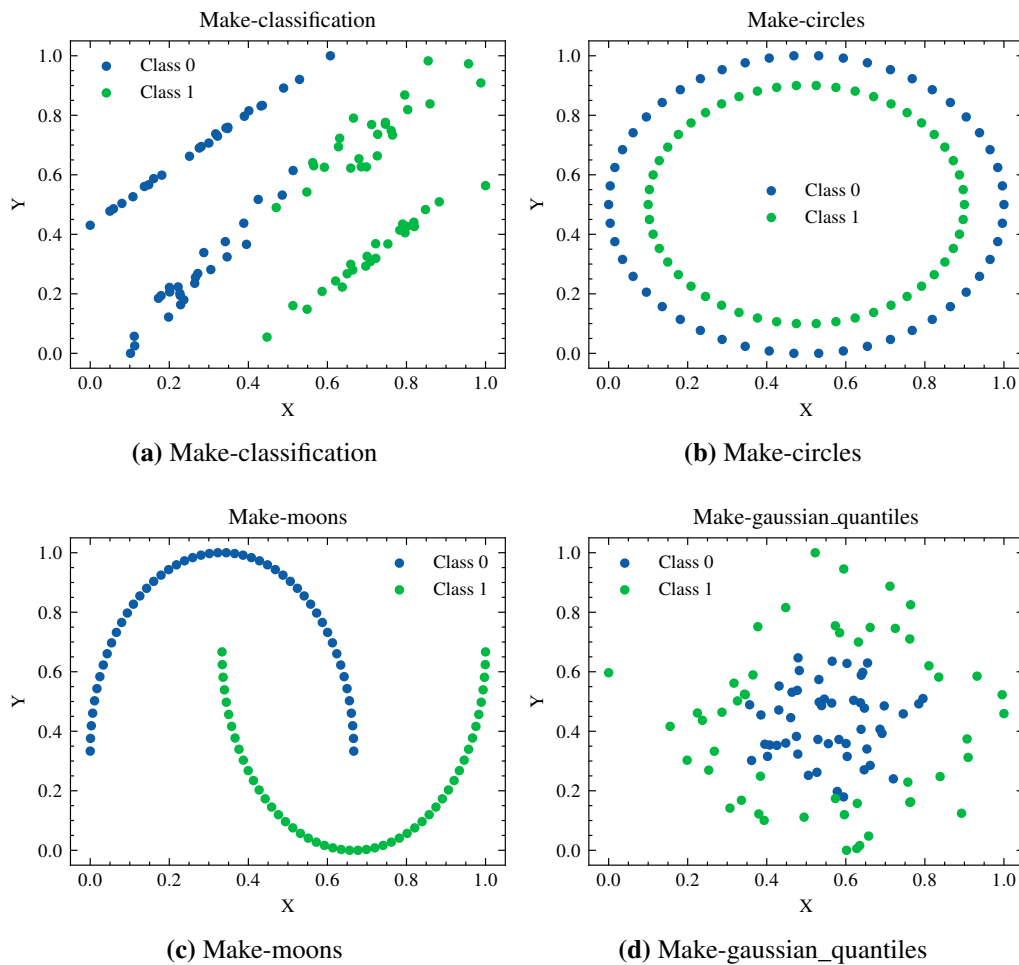 Make-classification
Class 0
Class 1
Y
1.0
0.8
0.6
0.4
0.2
0.0
0.0 0.2 0.4 0.6 0.8 1.0
X
(a) Make-classification
Make-circles
Class 0
Class 1
Y
1.0
0.8
0.6
0.4
0.2
0.0
0.0 0.2 0.4 0.6 0.8 1.0
X
(b) Make-circles
Make-moons
Class 0
Class 1
Y
1.0
0.8
0.6
0.4
0.2
0.0
0.0 0.2 0.4 0.6 0.8 1.0
X
(c) Make-moons
Make-gaussian_quantiles
Class 0
Class 1
Y
1.0
0.8
0.6
0.4
0.2
0.0
0.0 0.2 0.4 0.6 0.8 1.0
X
(d) Make-gaussian_quantiles